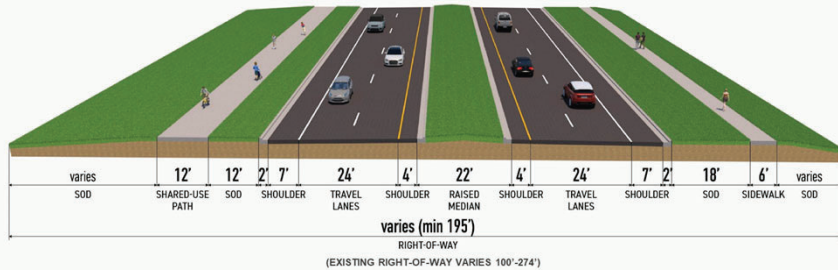 varies 12' 12' 2' 7' 24' 4' 22' 4' 24' 7' 2' 18' 6' varies
SOD SHARED-USE PATH SOD SHOULDER TRAVEL LANES SHOULDER RAISED MEDIAN SHOULDER TRAVEL LANES SHOULDER SOD SIDEWALK SOD
varies (min 195')
RIGHT-OF-WAY
(EXISTING RIGHT-OF-WAY VARIES 100'-274')